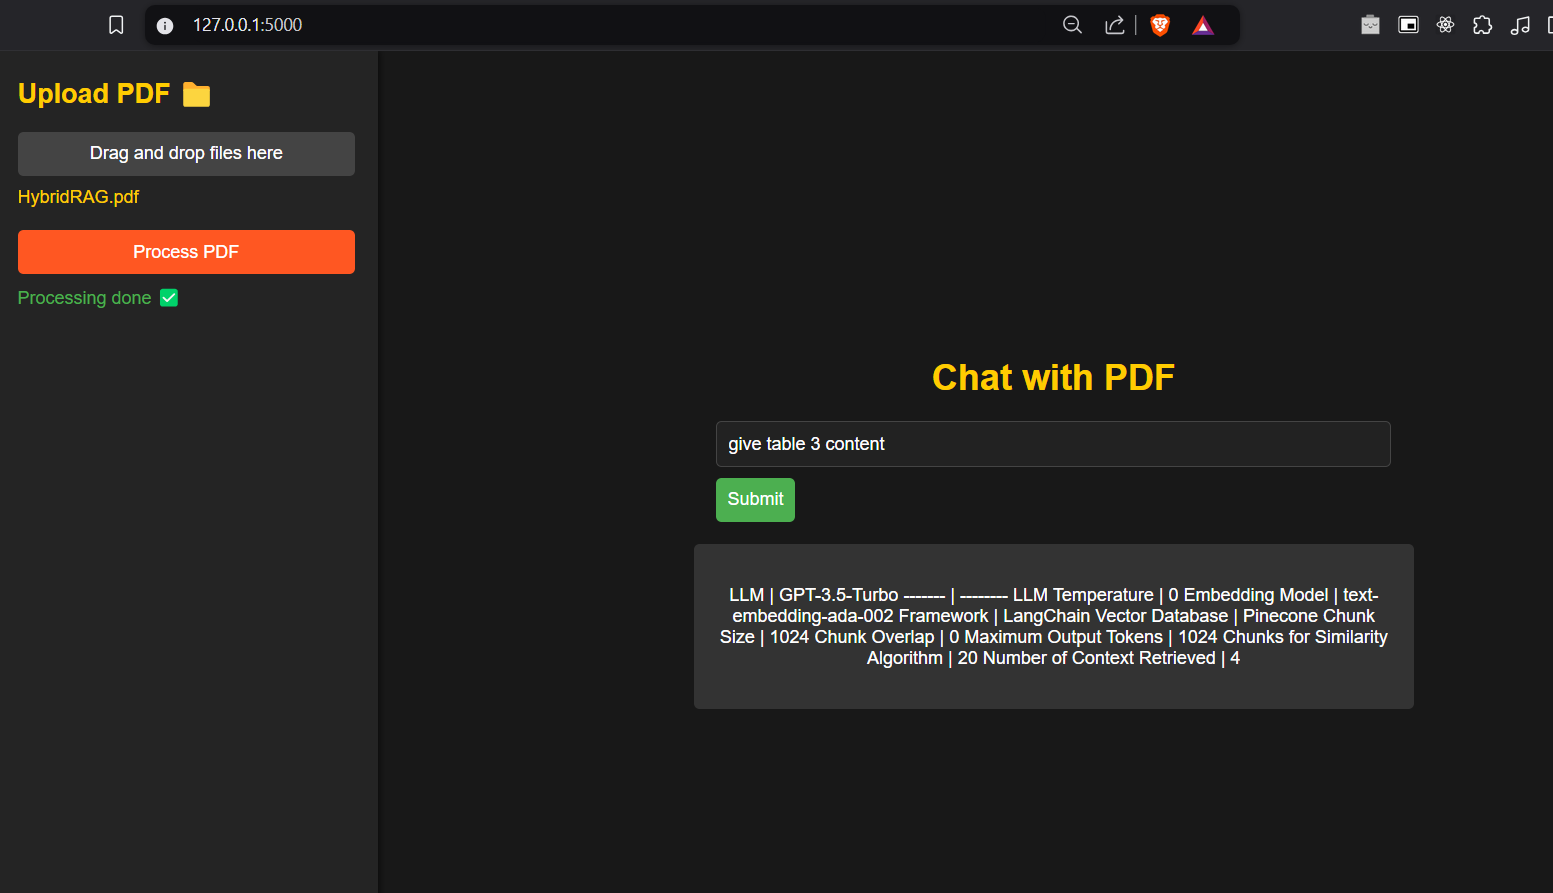 127.0.0.1:5000
Upload PDF
Drag and drop files here
HybridRAG.pdf
Process PDF
Processing done
Chat with PDF
give table 3 content
Submit
LLM | GPT-3.5-Turbo ------- | -------- LLM Temperature | 0 Embedding Model | text-
embedding-ada-002 Framework | LangChain Vector Database | Pinecone Chunk
Size | 1024 Chunk Overlap | 0 Maximum Output Tokens | 1024 Chunks for Similarity
Algorithm | 20 Number of Context Retrieved | 4